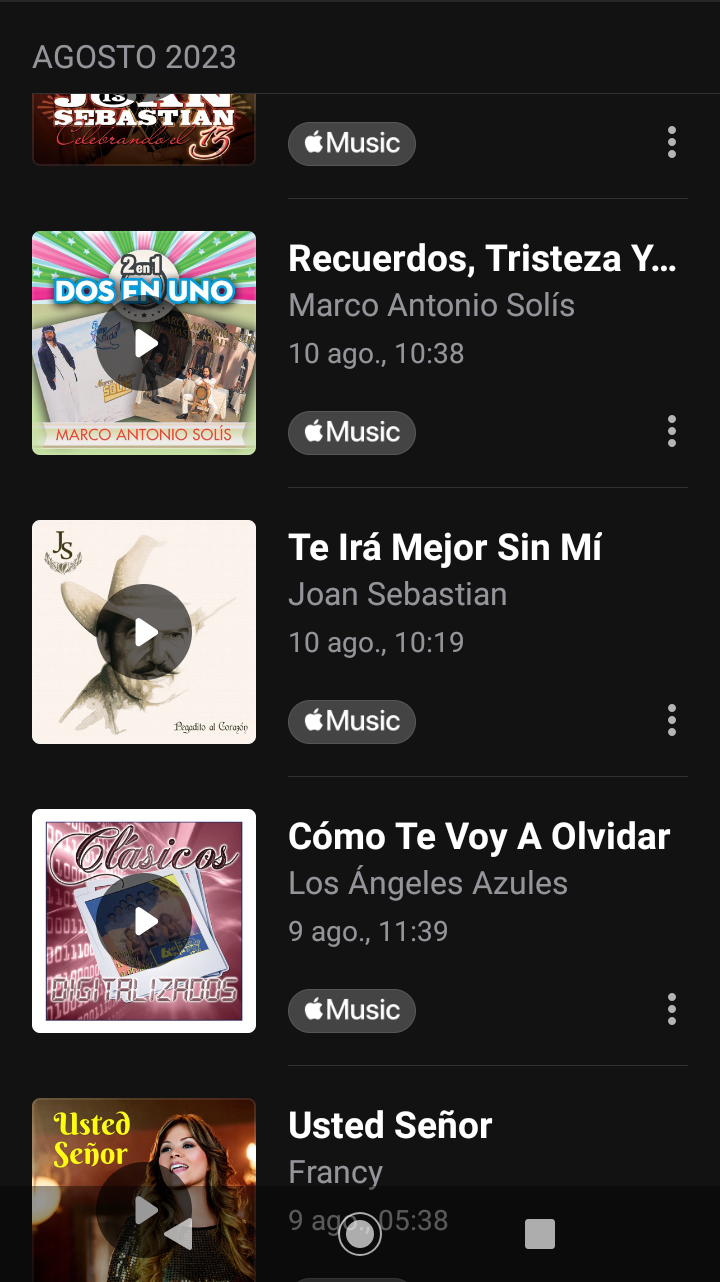 AGOSTO 2023
JOAN
13
SEBASTIAN
Celebrando el 13
Music
2 en 1
DOS EN UNO
MARCO ANTONIO SOLÍS
Recuerdos, Tristeza Y…
Marco Antonio Solís
10 ago., 10:38
Music
JS
Pegadito al Corazón
Te Irá Mejor Sin Mí
Joan Sebastian
10 ago., 10:19
Music
Clásicos
DIGITALIZADOS
Cómo Te Voy A Olvidar
Los Ángeles Azules
9 ago., 11:39
Music
Usted
Señor
Usted Señor
Francy
9 ago., 05:38